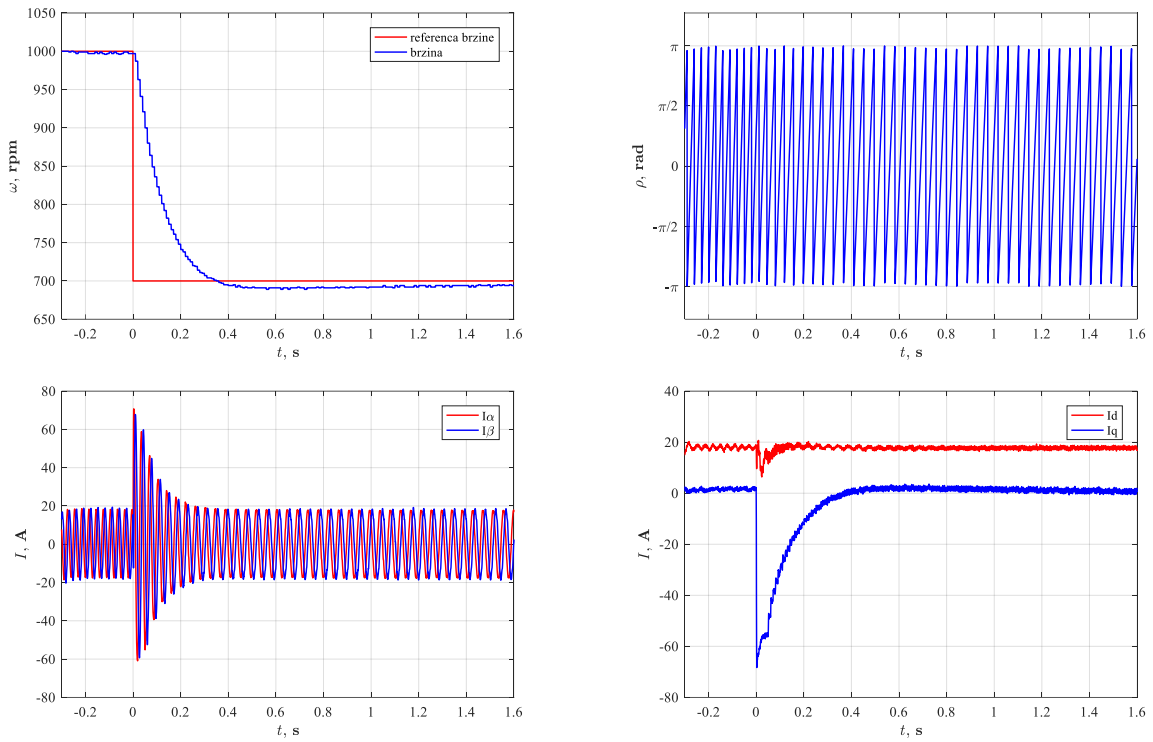 1050
1000
950
900
850
800
750
700
650
ω, rpm
referenca brzine
brzina
-0.2 0 0.2 0.4 0.6 0.8 1 1.2 1.4 1.6
t, s
π
π/2
0
-π/2
-π
ρ, rad
-0.2 0 0.2 0.4 0.6 0.8 1 1.2 1.4 1.6
t, s
80
60
40
20
0
-20
-40
-60
-80
I, A
Iα
Iβ
-0.2 0 0.2 0.4 0.6 0.8 1 1.2 1.4 1.6
t, s
40
20
0
-20
-40
-60
-80
I, A
Id
Iq
-0.2 0 0.2 0.4 0.6 0.8 1 1.2 1.4 1.6
t, s